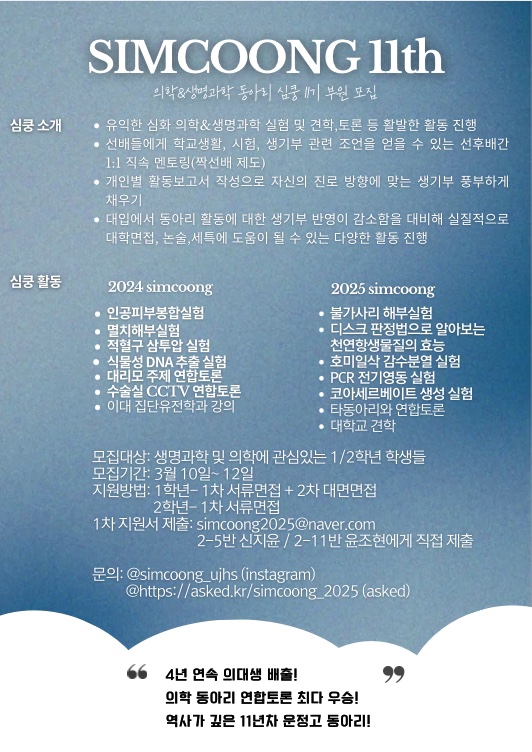 SIMCOONG 11th
의학&생명과학 동아리 심쿵 11기 부원 모집
심쿵 소개
• 유익한 심화 의학&생명과학 실험 및 견학,토론 등 활발한 활동 진행
• 선배들에게 학교생활, 시험, 생기부 관련 조언을 얻을 수 있는 선후배간
1:1 직속 멘토링(짝선배 제도)
• 개인별 활동보고서 작성으로 자신의 진로 방향에 맞는 생기부 풍부하게
채우기
• 대입에서 동아리 활동에 대한 생기부 반영이 감소함을 대비해 실질적으로
대학면접, 논술,세특에 도움이 될 수 있는 다양한 활동 진행
심쿵 활동
2024 simcoong
• 인공피부봉합실험
• 멸치해부실험
• 적혈구 삼투압 실험
• 식물성 DNA 추출 실험
• 대리모 주제 연합토론
• 수술실 CCTV 연합토론
• 이대 집단유전학과 강의
2025 simcoong
• 불가사리 해부실험
• 디스크 판정법으로 알아보는
천연항생물질의 효능
• 호미일삭 감수분열 실험
• PCR 전기영동 실험
• 코아세르베이트 생성 실험
• 타동아리와 연합토론
• 대학교 견학
모집대상: 생명과학 및 의학에 관심있는 1/2학년 학생들
모집기간: 3월 10일~ 12일
지원방법: 1학년- 1차 서류면접 + 2차 대면면접
2학년- 1차 서류면접
1차 지원서 제출: simcoong2025@naver.com
2-5반 신지윤 / 2-11반 윤조현에게 직접 제출
문의: @simcoong_ujhs (instagram)
@https://asked.kr/simcoong_2025 (asked)
❝ 4년 연속 의대생 배출! ❞
의학 동아리 연합토론 최다 우승!
역사가 깊은 11년차 운정고 동아리!